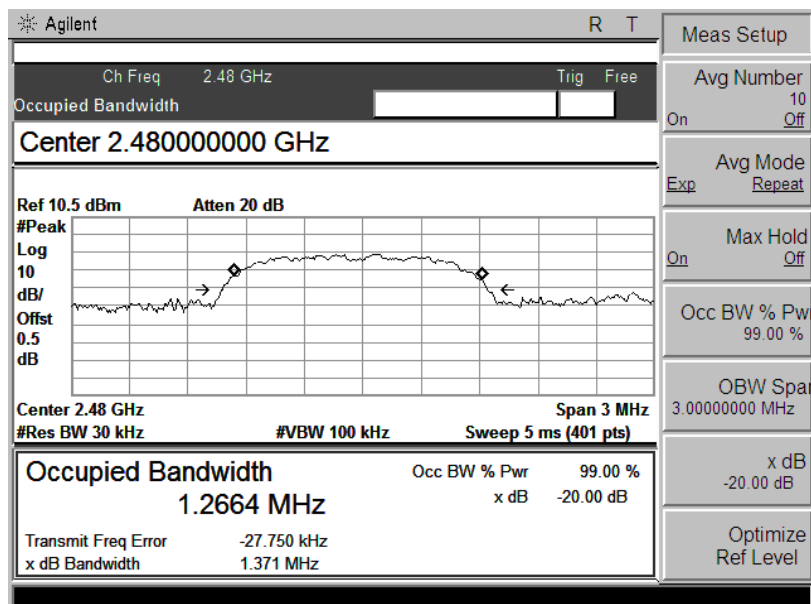 Agilent R T
Ch Freq 2.48 GHz Trig Free
Occupied Bandwidth
Center 2.480000000 GHz
Ref 10.5 dBm Atten 20 dB
#Peak
Log
10
dB/
Offst
0.5
dB
Center 2.48 GHz Span 3 MHz
#Res BW 30 kHz #VBW 100 kHz Sweep 5 ms (401 pts)
Occupied Bandwidth
1.2664 MHz
Occ BW % Pwr 99.00 %
x dB -20.00 dB
Transmit Freq Error -27.750 kHz
x dB Bandwidth 1.371 MHz
Meas Setup
Avg Number
10
On Off
Avg Mode
Exp Repeat
Max Hold
On Off
Occ BW % Pwr
99.00 %
OBW Spar
3.00000000 MHz
x dB
-20.00 dB
Optimize
Ref Level